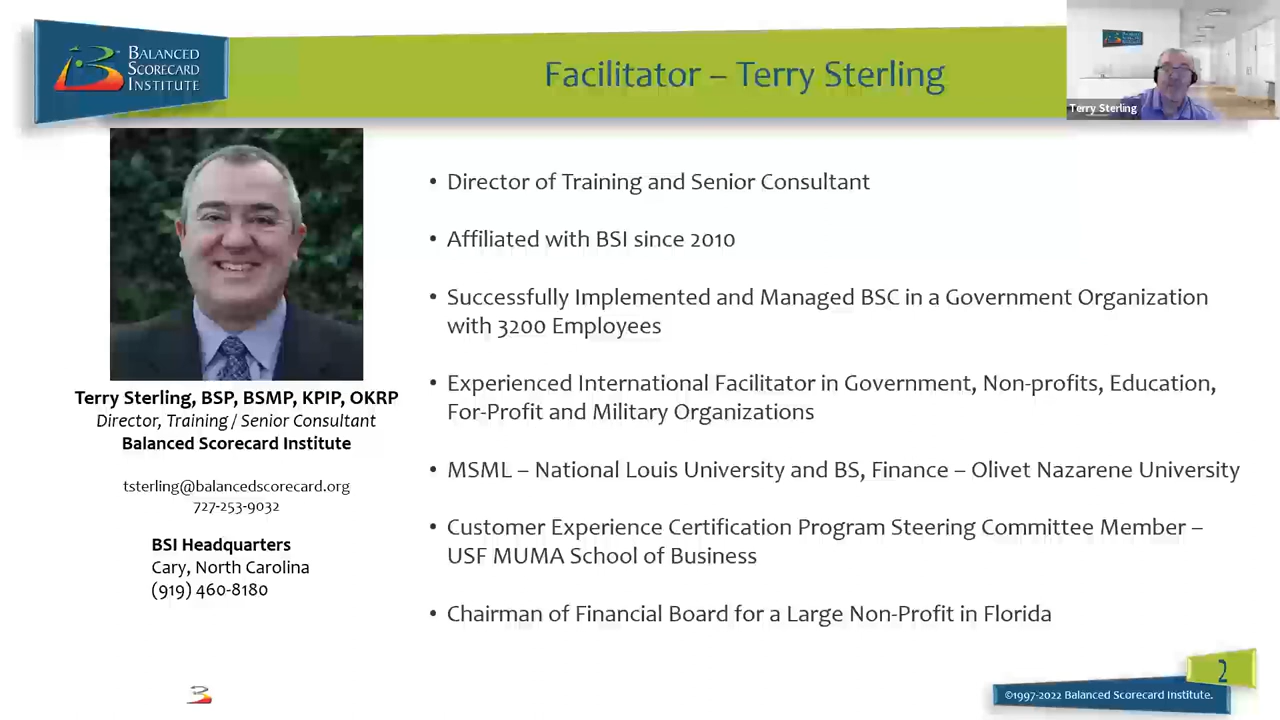 BALANCED
SCORECARD
INSTITUTE
Facilitator – Terry Sterling
Terry Sterling
• Director of Training and Senior Consultant
• Affiliated with BSI since 2010
• Successfully Implemented and Managed BSC in a Government Organization
with 3200 Employees
• Experienced International Facilitator in Government, Non-profits, Education,
For-Profit and Military Organizations
• MSML – National Louis University and BS, Finance – Olivet Nazarene University
• Customer Experience Certification Program Steering Committee Member –
USF MUMA School of Business
• Chairman of Financial Board for a Large Non-Profit in Florida
Terry Sterling, BSP, BSMP, KPIP, OKRP
Director, Training / Senior Consultant
Balanced Scorecard Institute
tsterling@balancedscorecard.org
727-253-9032
BSI Headquarters
Cary, North Carolina
(919) 460-8180
2
©1997-2022 Balanced Scorecard Institute.